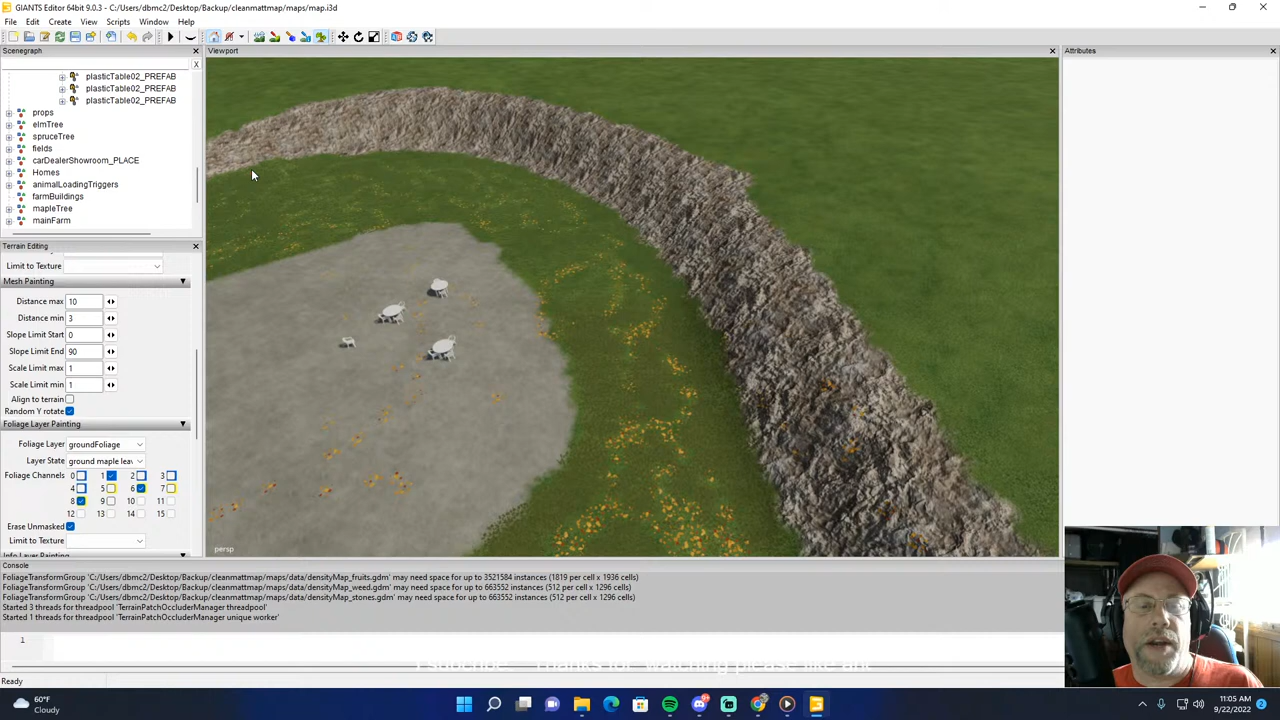 GIANTS Editor 64bit 9.0.3 - C:/Users/dbmc2/Desktop/Backup/cleanmattmap/maps/map.i3d
File Edit Create View Scripts Window Help
Scenegraph
X
plasticTable02_PREFAB
plasticTable02_PREFAB
plasticTable02_PREFAB
props
elmTree
spruceTree
fields
carDealerShowroom_PLACE
Homes
animalLoadingTriggers
farmBuildings
mapleTree
mainFarm
Terrain Editing
Limit to Texture
Mesh Painting
Distance max 10
Distance min 3
Slope Limit Start 0
Slope Limit End 90
Scale Limit max 1
Scale Limit min 1
Align to terrain
Random Y rotate
Foliage Layer Painting
Foliage Layer groundFoliage
Layer State ground maple lea
Foliage Channels 0 1 2 3
4 5 6 7
8 9 10 11
12 13 14 15
Erase Unmasked
Limit to Texture
Info Layer Painting
Viewport
persp
Attributes
Console
FoliageTransformGroup 'C:/Users/dbmc2/Desktop/Backup/cleanmattmap/maps/data/densityMap_fruits.gdm' may need space for up to 3521584 instances (1819 per cell x 1936 cells)
FoliageTransformGroup 'C:/Users/dbmc2/Desktop/Backup/cleanmattmap/maps/data/densityMap_weed.gdm' may need space for up to 663552 instances (512 per cell x 1296 cells)
FoliageTransformGroup 'C:/Users/dbmc2/Desktop/Backup/cleanmattmap/maps/data/densityMap_stones.gdm' may need space for up to 663552 instances (512 per cell x 1296 cells)
Started 3 threads for threadpool 'TerrainPatchOccluderManager threadpool'
Started 1 threads for threadpool 'TerrainPatchOccluderManager unique worker'
1
Thanks for watching please like an
Ready
60°F
Cloudy
11:05 AM
9/22/2022